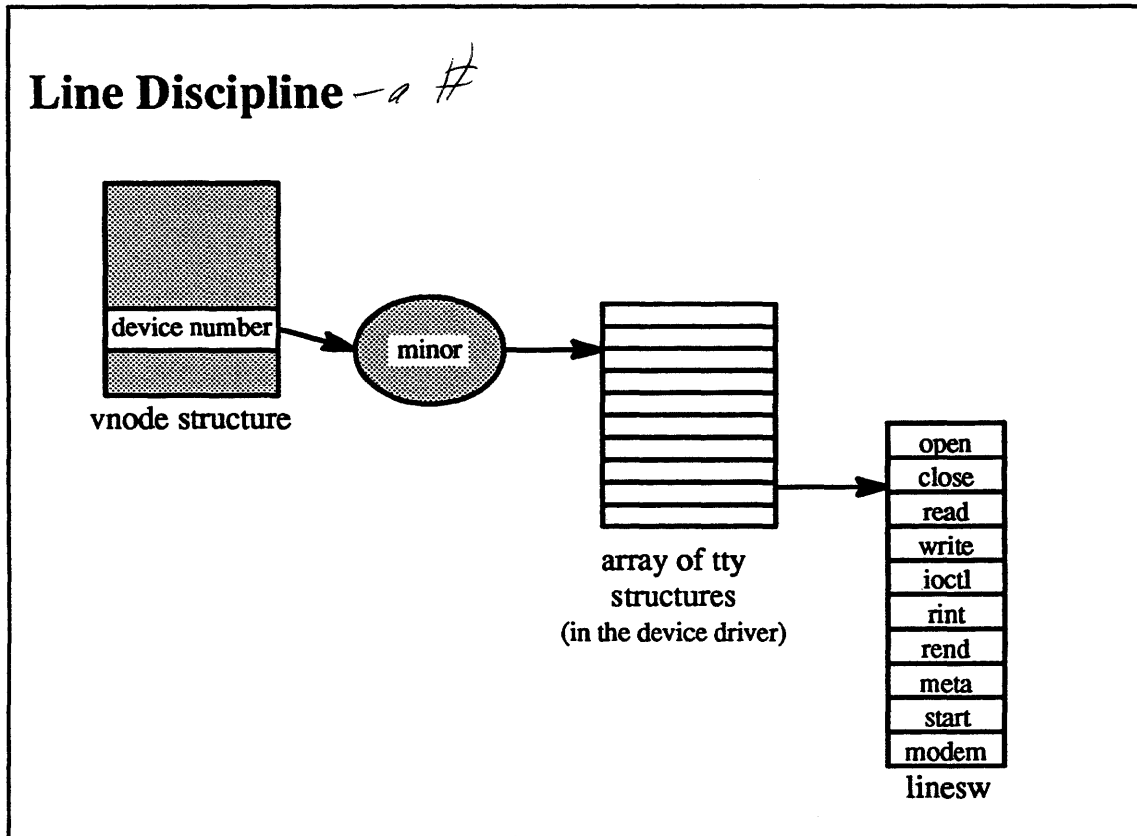 Line Discipline – a #
device number
vnode structure
minor
array of tty
structures
(in the device driver)
open
close
read
write
ioctl
rint
rend
meta
start
modem
linesw